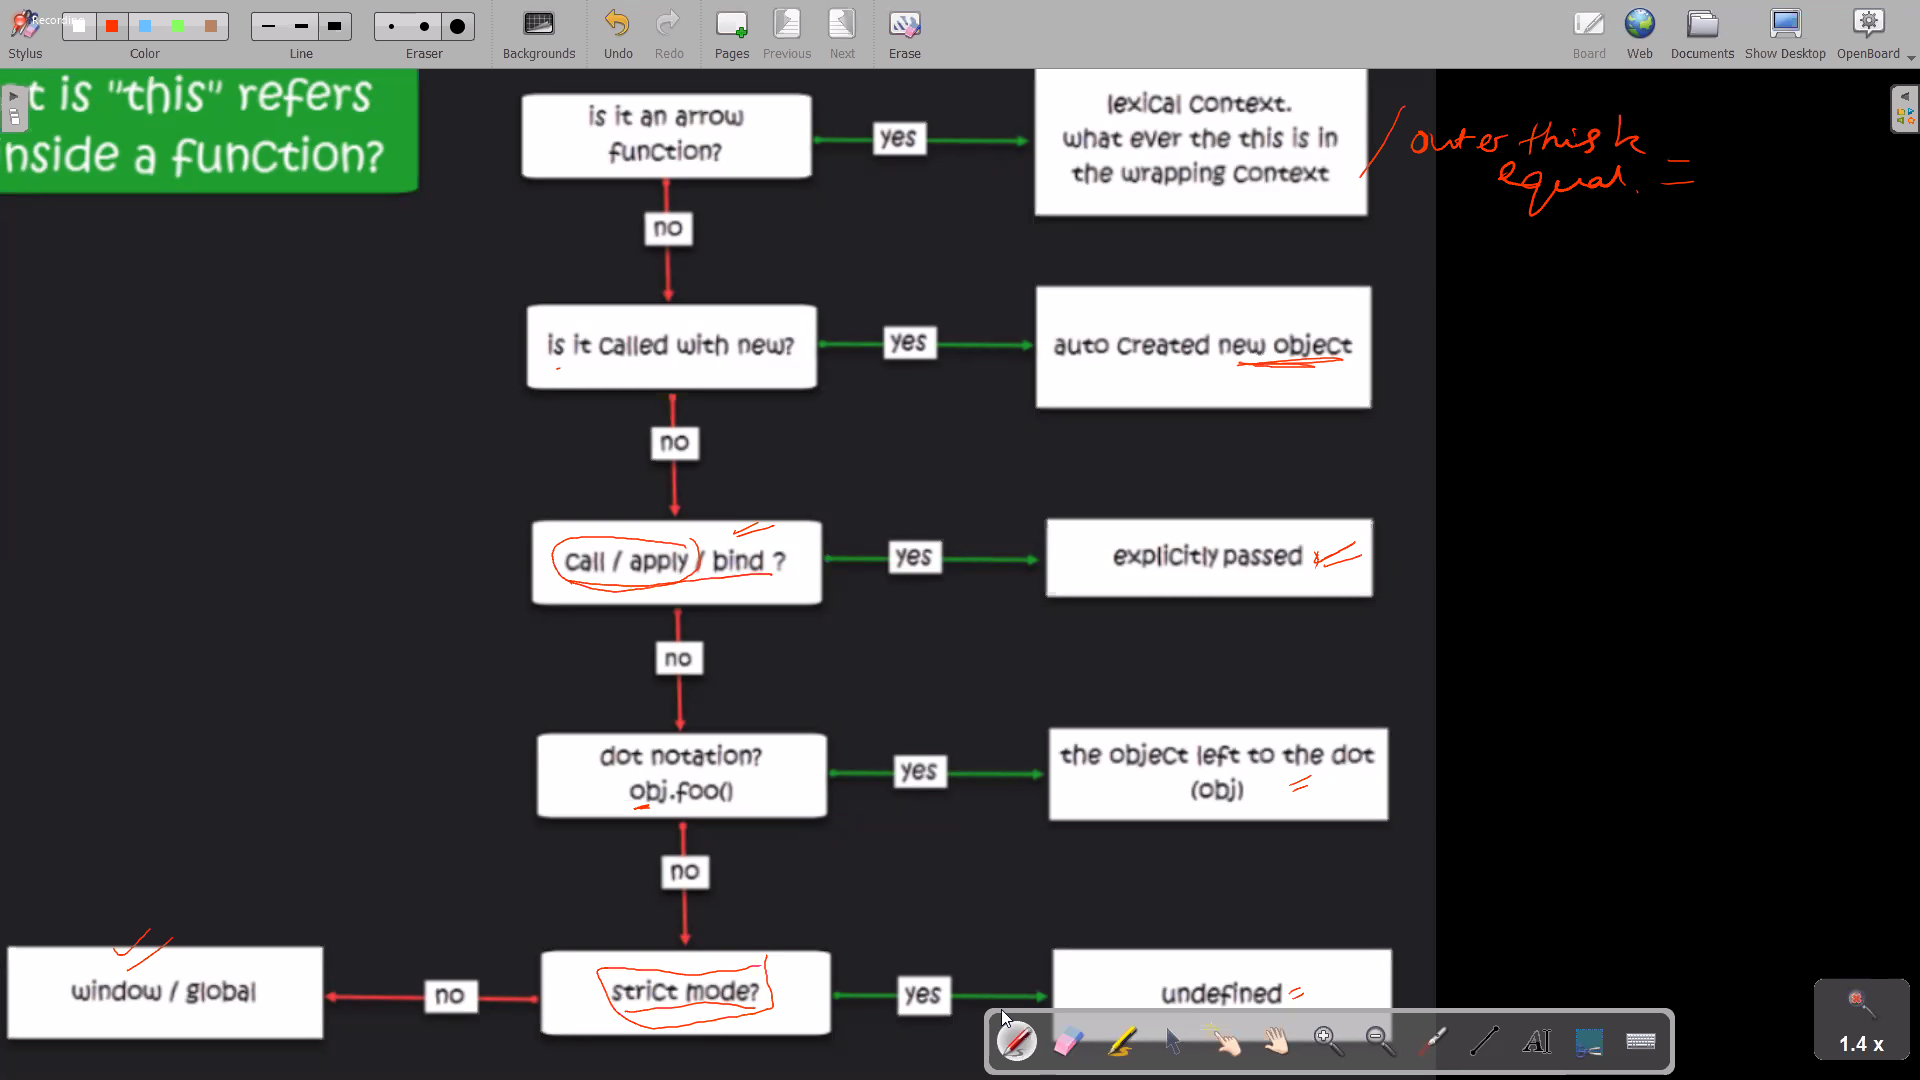 Recording
Stylus
Color
Line
Eraser
Backgrounds
Undo
Redo
Pages
Previous
Next
Erase
Board
Web
Documents
Show Desktop
OpenBoard
t is "this" refers
nside a function?
is it an arrow
function?
yes
lexical context.
what ever the this is in
the wrapping context
outer this k
equal. =
no
is it called with new?
yes
auto created new object
no
call / apply / bind ?
yes
explicitly passed
no
dot notation?
obj.foo()
yes
the object left to the dot
(obj)
no
window / global
no
strict mode?
yes
undefined
AI
1.4 x